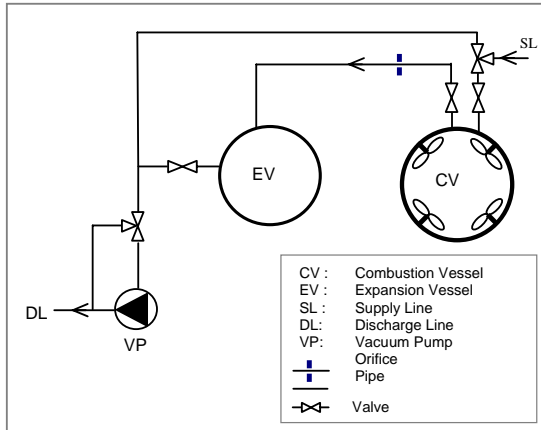 SL
EV
CV
DL
VP
CV : Combustion Vessel
EV : Expansion Vessel
SL : Supply Line
DL: Discharge Line
VP: Vacuum Pump
Orifice
Pipe
Valve